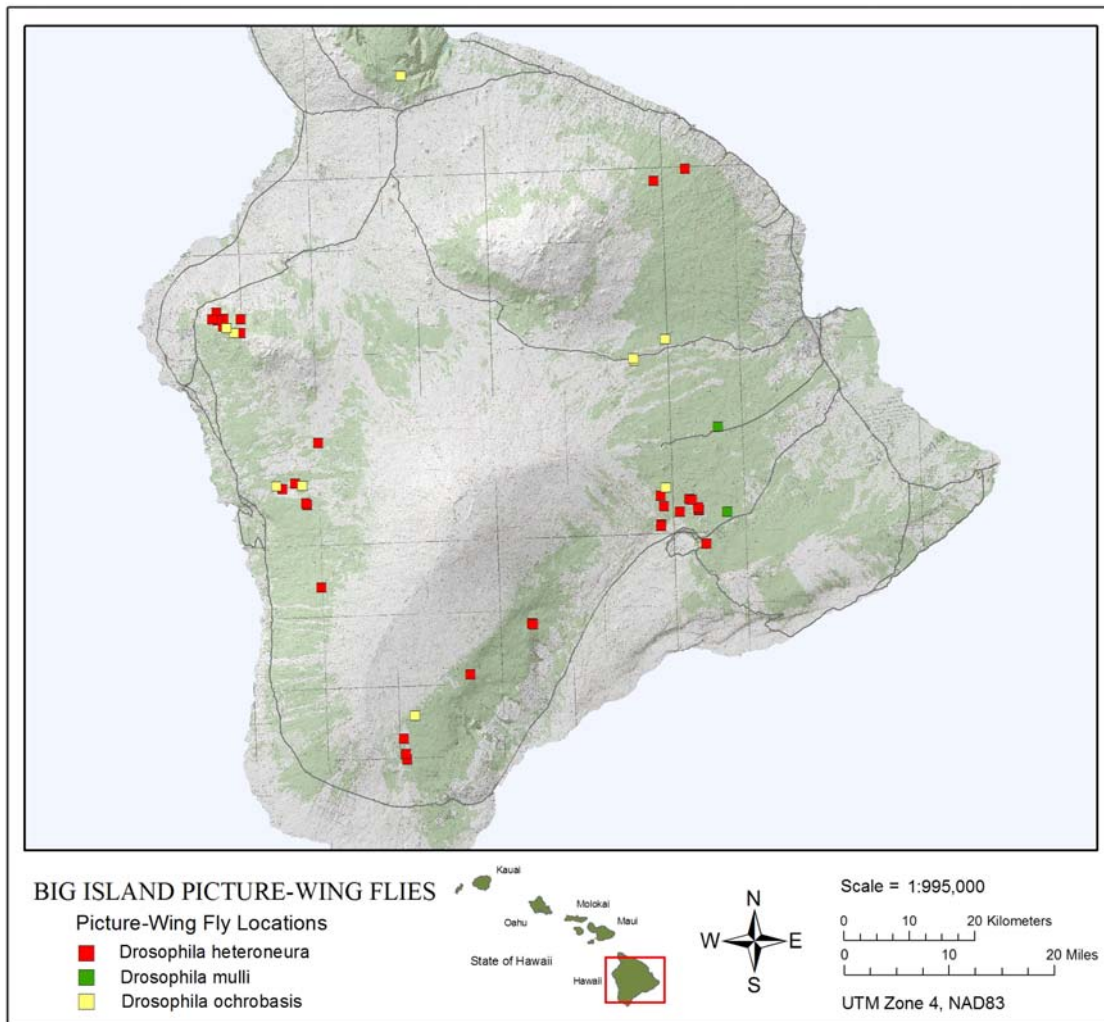 BIG ISLAND PICTURE-WING FLIES
Picture-Wing Fly Locations
Drosophila heteroneura
Drosophila mulli
Drosophila ochrobasis
Kauai
Oahu
Molokai
Maui
State of Hawaii
Hawaii
N
W E
S
Scale = 1:995,000
0 10 20 Kilometers
0 10 20 Miles
UTM Zone 4, NAD83